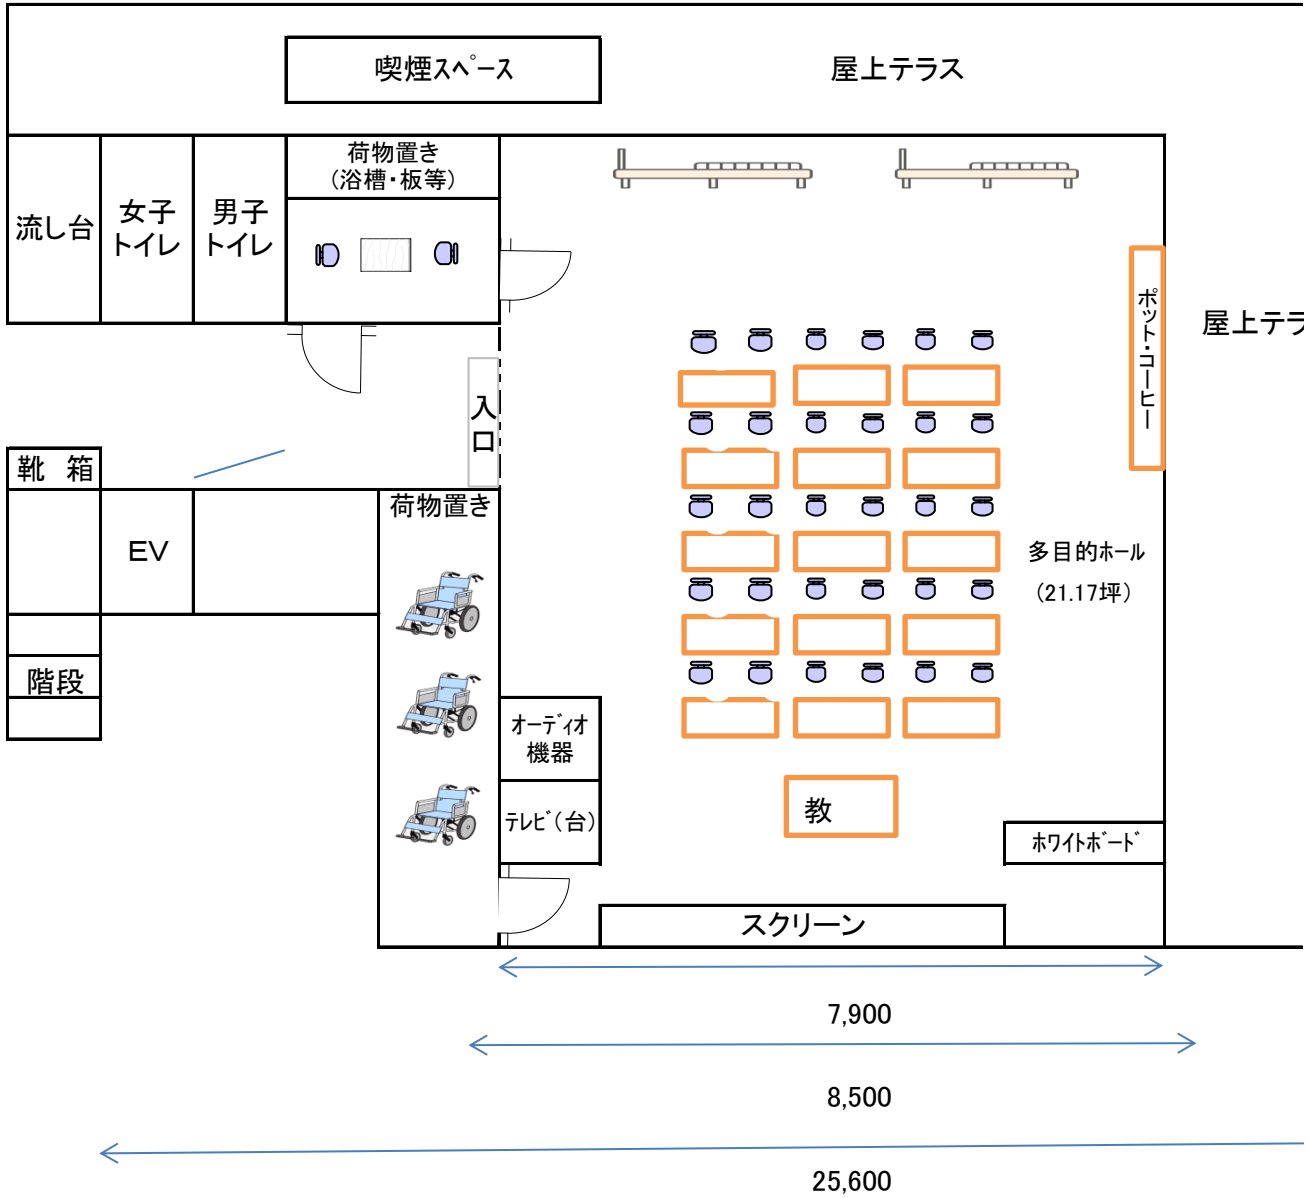 喫煙スペース
屋上テラス
荷物置き
（浴槽・板等）
流し台
女子
トイレ
男子
トイレ
ポット・コーヒー
屋上テラ
入
口
靴 箱
荷物置き
EV
多目的ホール
（21.17坪）
階段
オーディオ
機器
テレビ（台）
教
ホワイトボード
スクリーン
7,900
8,500
25,600